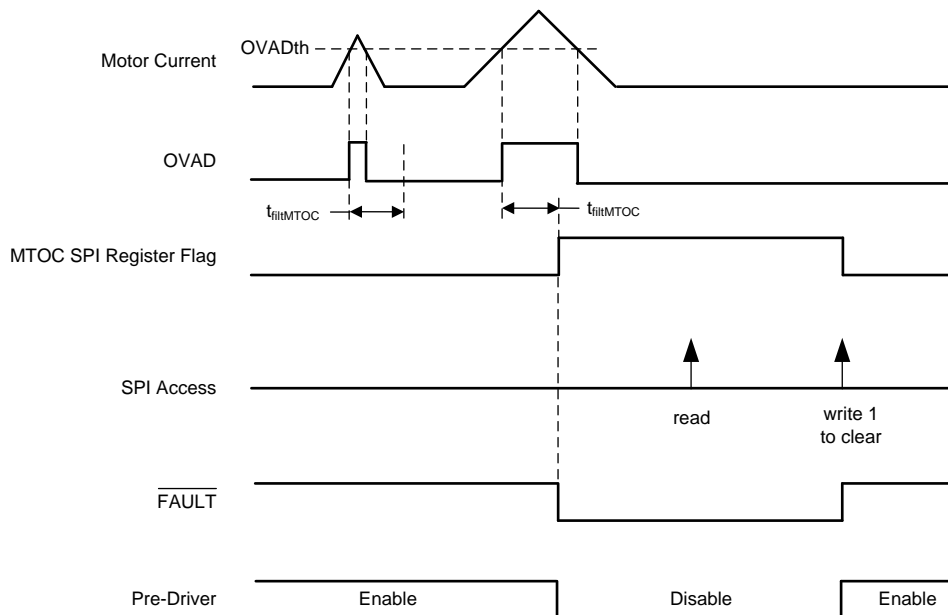 OVADth
Motor Current
OVAD
tfiltMTOC
tfiltMTOC
MTOC SPI Register Flag
SPI Access
read
write 1
to clear
FAULT
Pre-Driver
Enable
Disable
Enable